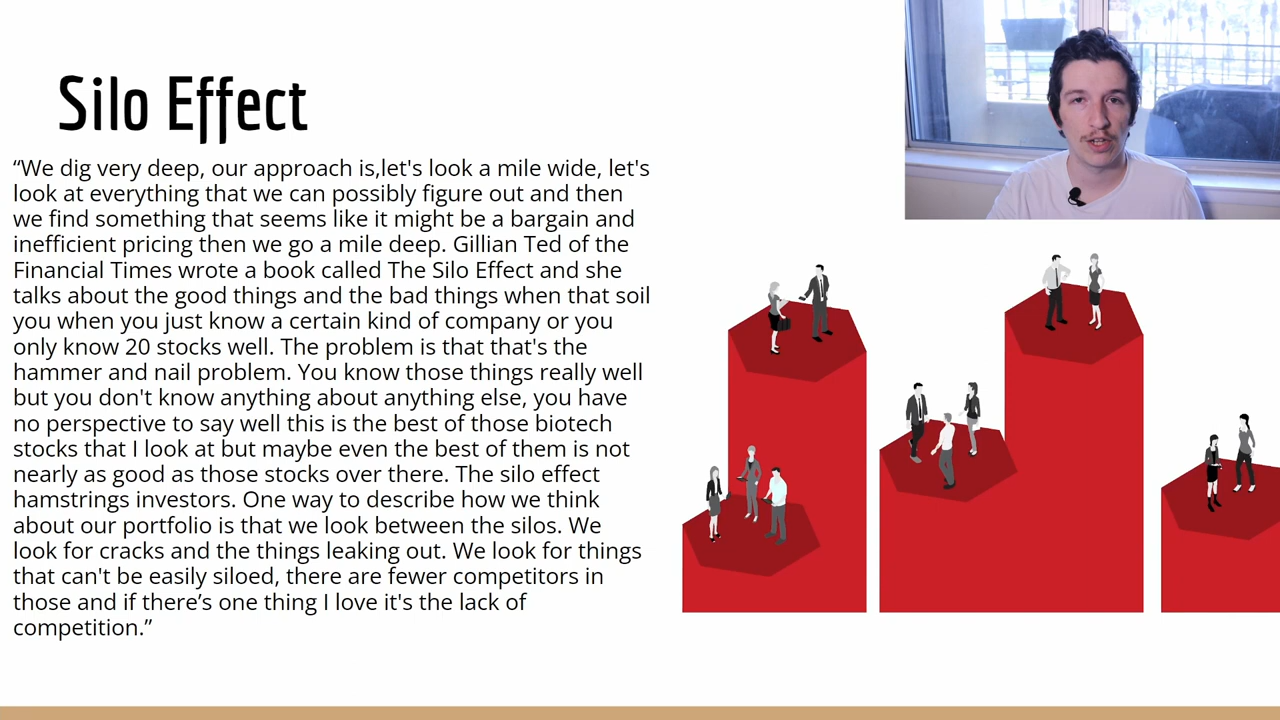 Silo Effect
“We dig very deep, our approach is,let's look a mile wide, let's
look at everything that we can possibly figure out and then
we find something that seems like it might be a bargain and
inefficient pricing then we go a mile deep. Gillian Ted of the
Financial Times wrote a book called The Silo Effect and she
talks about the good things and the bad things when that soil
you when you just know a certain kind of company or you
only know 20 stocks well. The problem is that that's the
hammer and nail problem. You know those things really well
but you don't know anything about anything else, you have
no perspective to say well this is the best of those biotech
stocks that I look at but maybe even the best of them is not
nearly as good as those stocks over there. The silo effect
hamstrings investors. One way to describe how we think
about our portfolio is that we look between the silos. We
look for cracks and the things leaking out. We look for things
that can't be easily siloed, there are fewer competitors in
those and if there’s one thing I love it's the lack of
competition.”